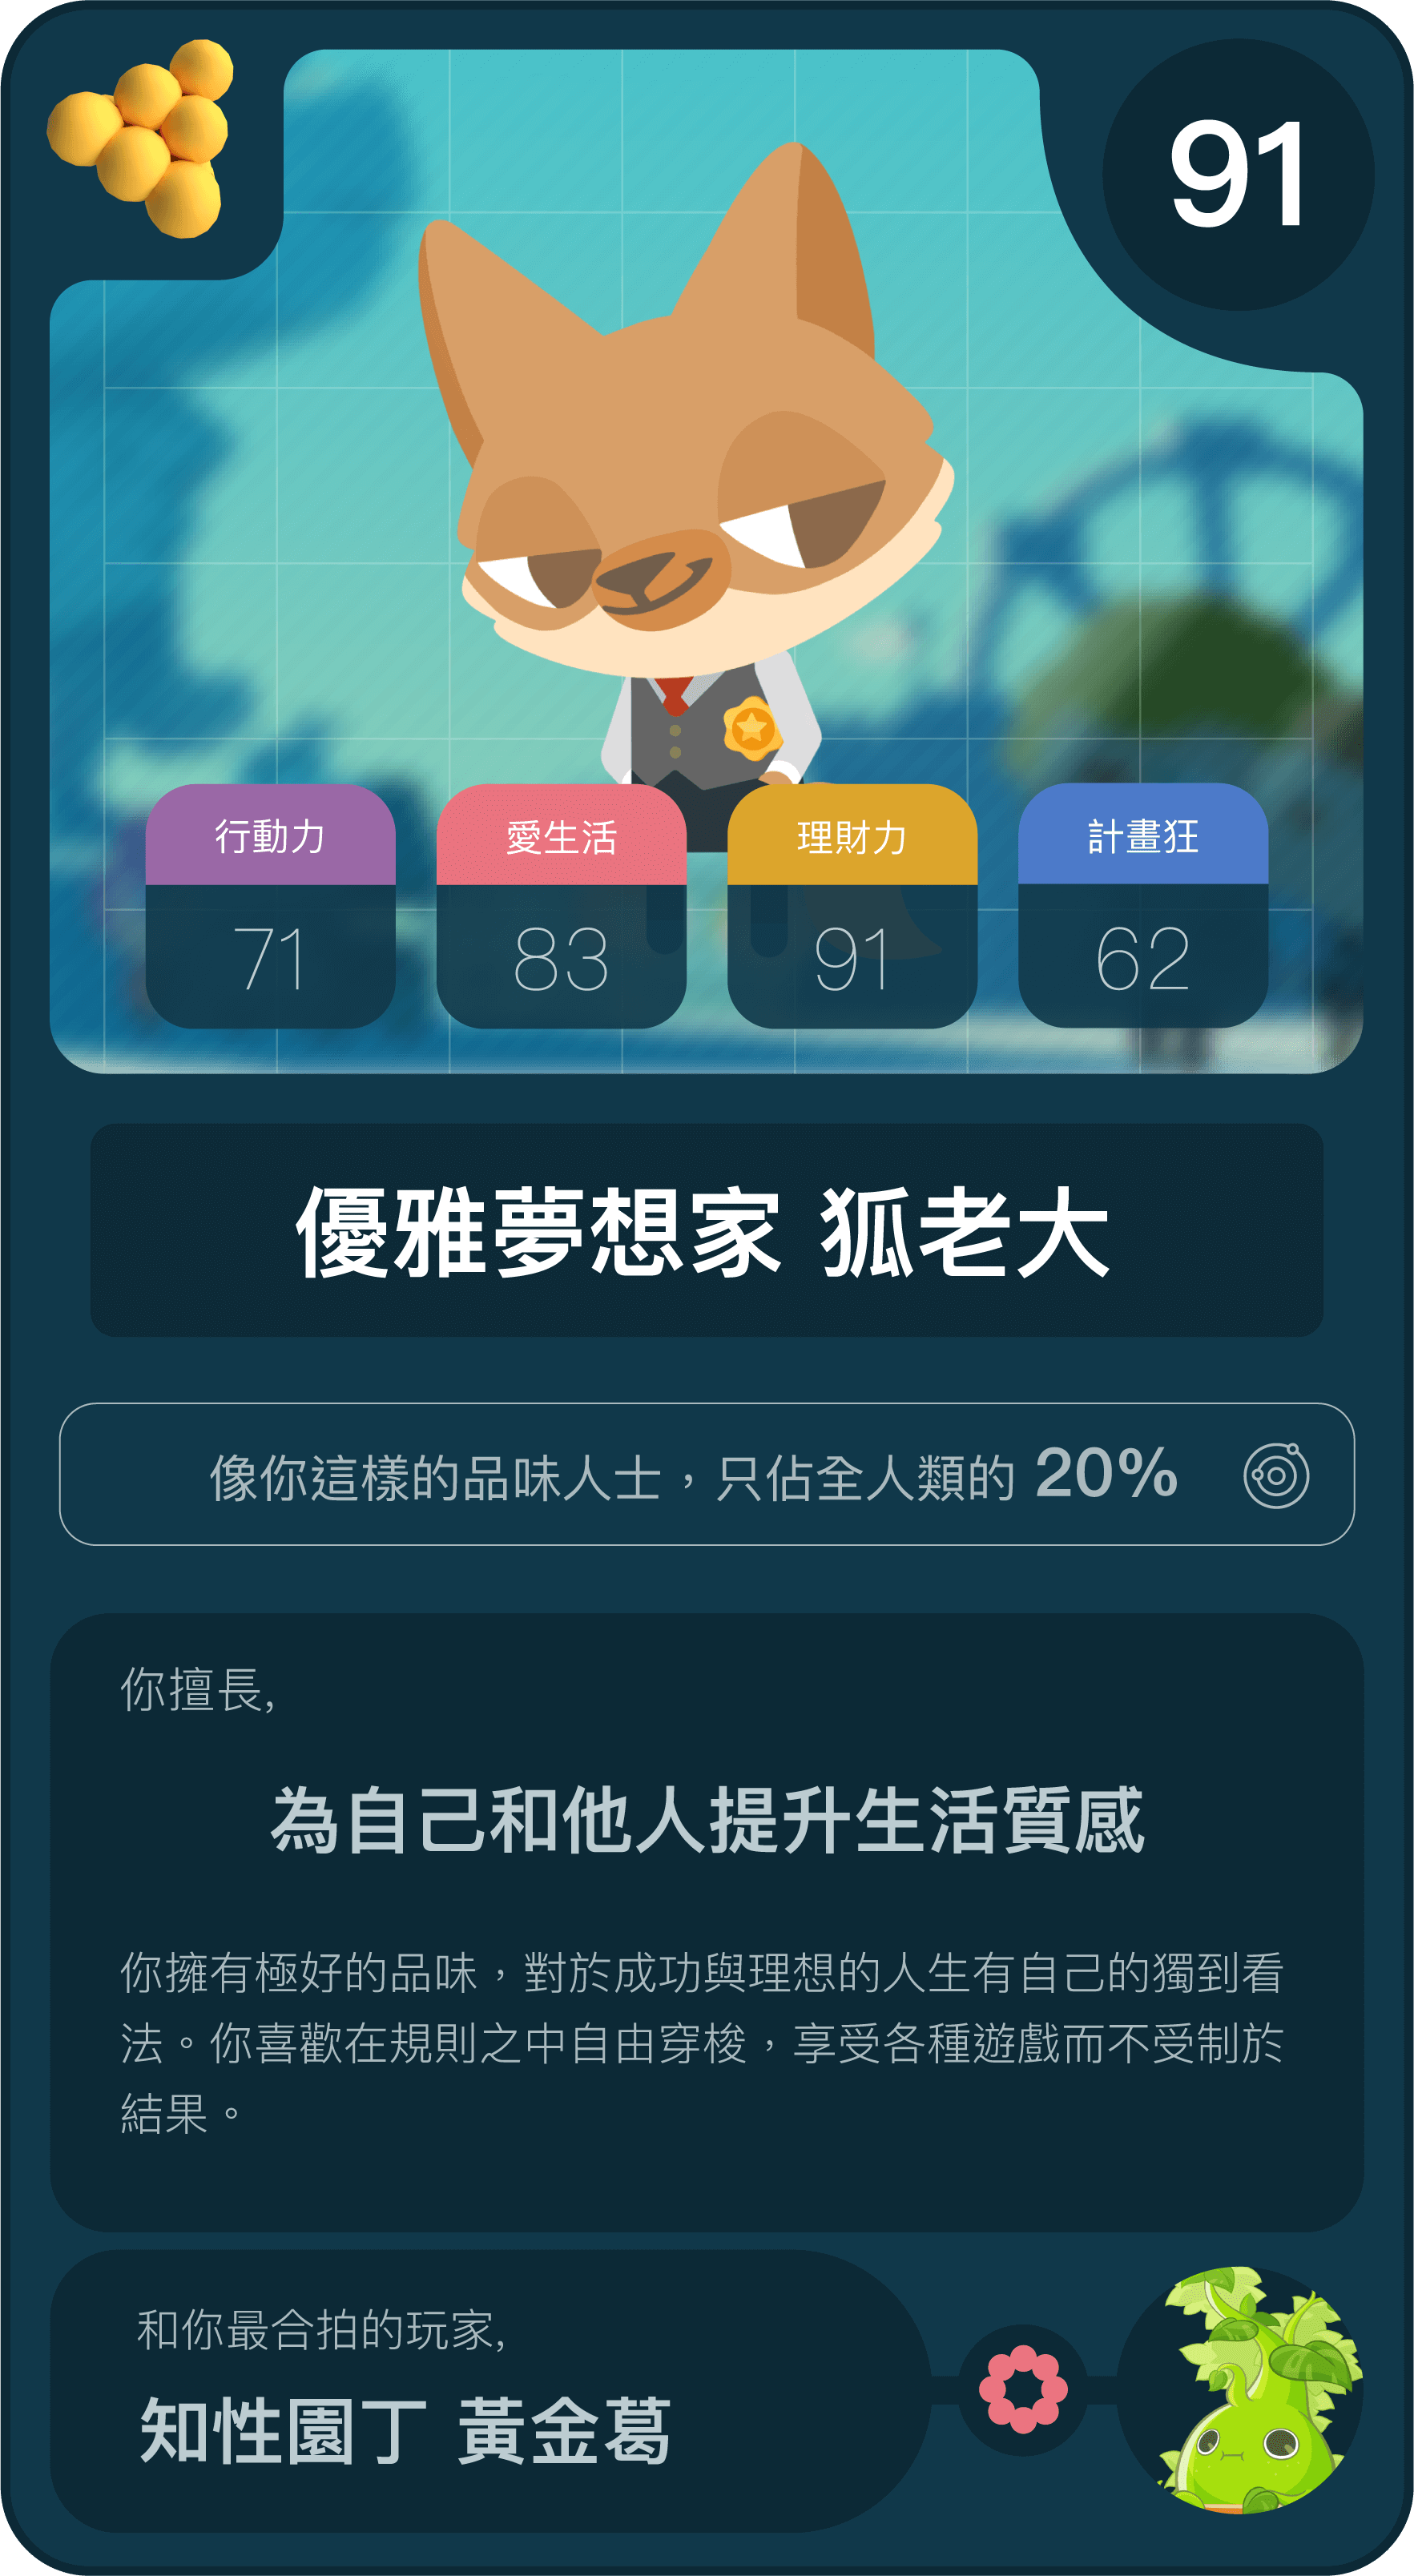 91
行動力
愛生活
理財力
計畫狂
71
83
91
62
優雅夢想家 狐老大
像你這樣的品味人士，只佔全人類的 20%
你擅長,
為自己和他人提升生活質感
你擁有極好的品味，對於成功與理想的人生有自己的獨到看
法。你喜歡在規則之中自由穿梭，享受各種遊戲而不受制於
結果。
和你最合拍的玩家,
知性園丁 黃金葛